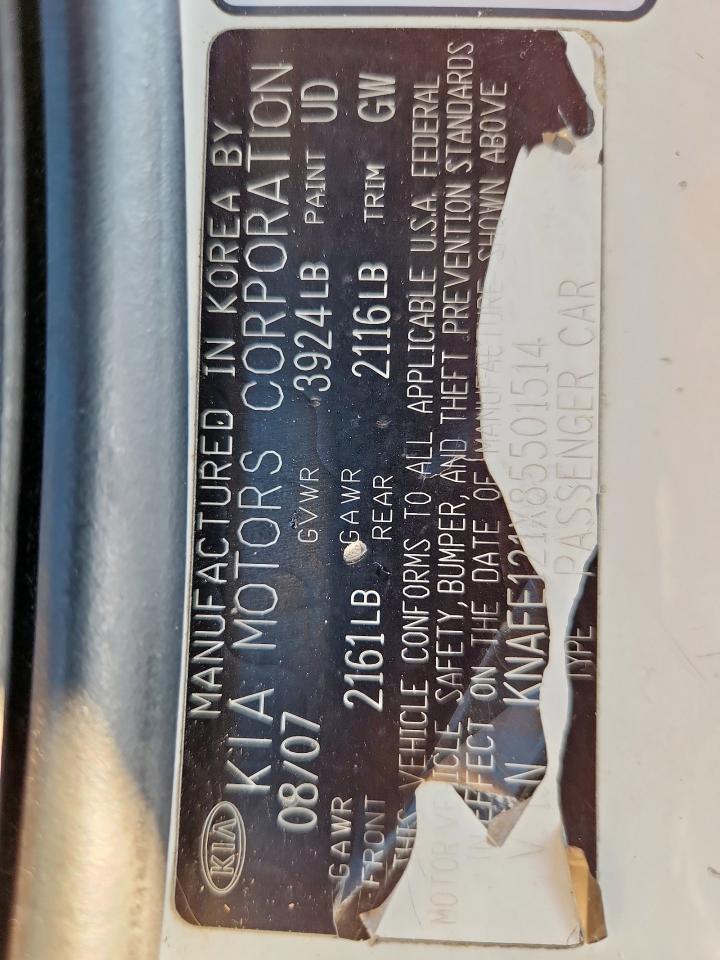 MANUFACTURED IN KOREA BY
KIA KIA MOTORS CORPORATION
08/07 GVWR 3924LB PAINT UD
GAWR FRONT 2161LB GAWR REAR 2116LB TRIM GW
THIS VEHICLE CONFORMS TO ALL APPLICABLE U.S.A. FEDERAL
MOTOR VEHICLE SAFETY, BUMPER, AND THEFT PREVENTION STANDARDS
IN EFFECT ON THE DATE OF MANUFACTURE SHOWN ABOVE
V I N KNAFE121X85501514
TYPE PASSENGER CAR